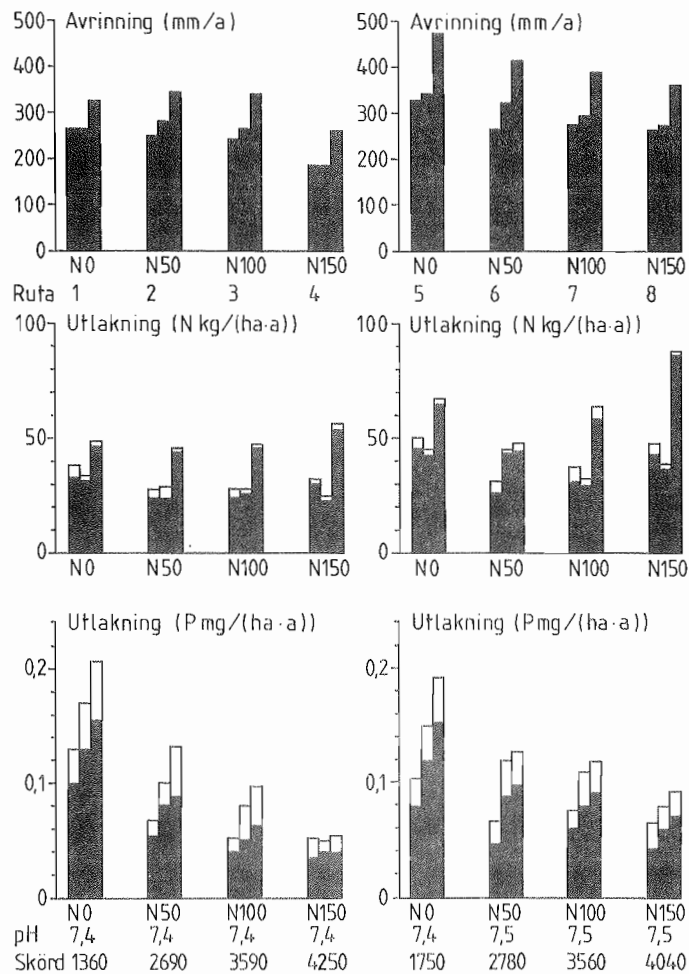 Avrinning (mm/a)
500
400
300
200
100
0
N0 N50 N100 N150
Ruta 1 2 3 4
Avrinning (mm/a)
500
400
300
200
100
0
N0 N50 N100 N150
5 6 7 8
Utlakning (N kg/(ha·a))
100
50
0
N0 N50 N100 N150
Utlakning (N kg/(ha·a))
100
50
0
N0 N50 N100 N150
Utlakning (P mg/(ha·a))
0,2
0,1
0
N0 N50 N100 N150
pH 7,4 7,4 7,4 7,4
Skörd 1360 2690 3590 4250
Utlakning (P mg/(ha·a))
0,2
0,1
0
N0 N50 N100 N150
7,4 7,5 7,5 7,5
1750 2780 3560 4040